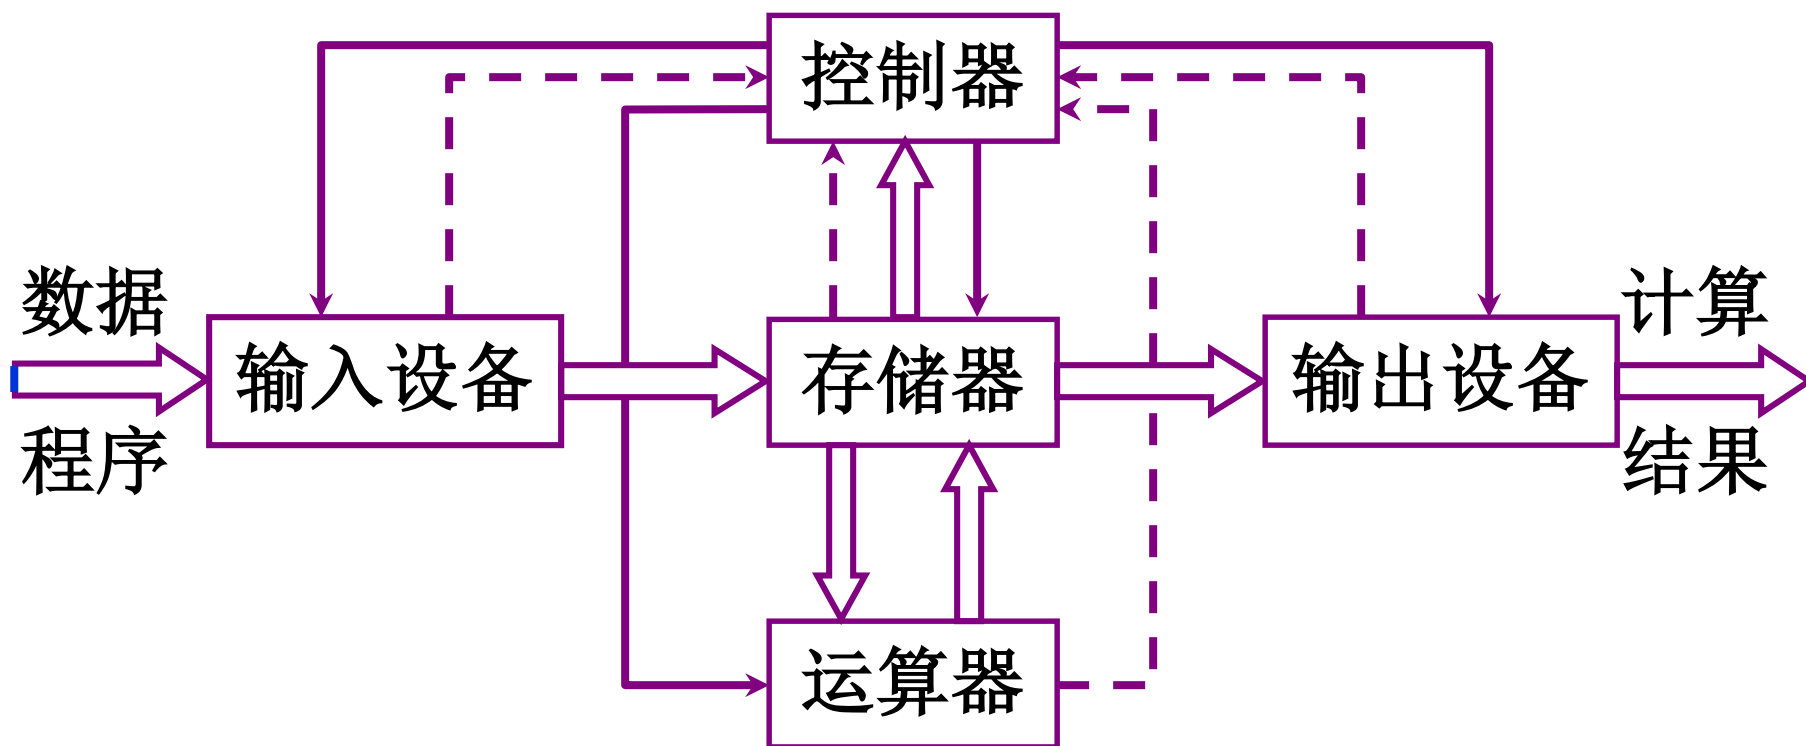 控制器
数据
程序
输入设备
存储器
输出设备
计算
结果
运算器